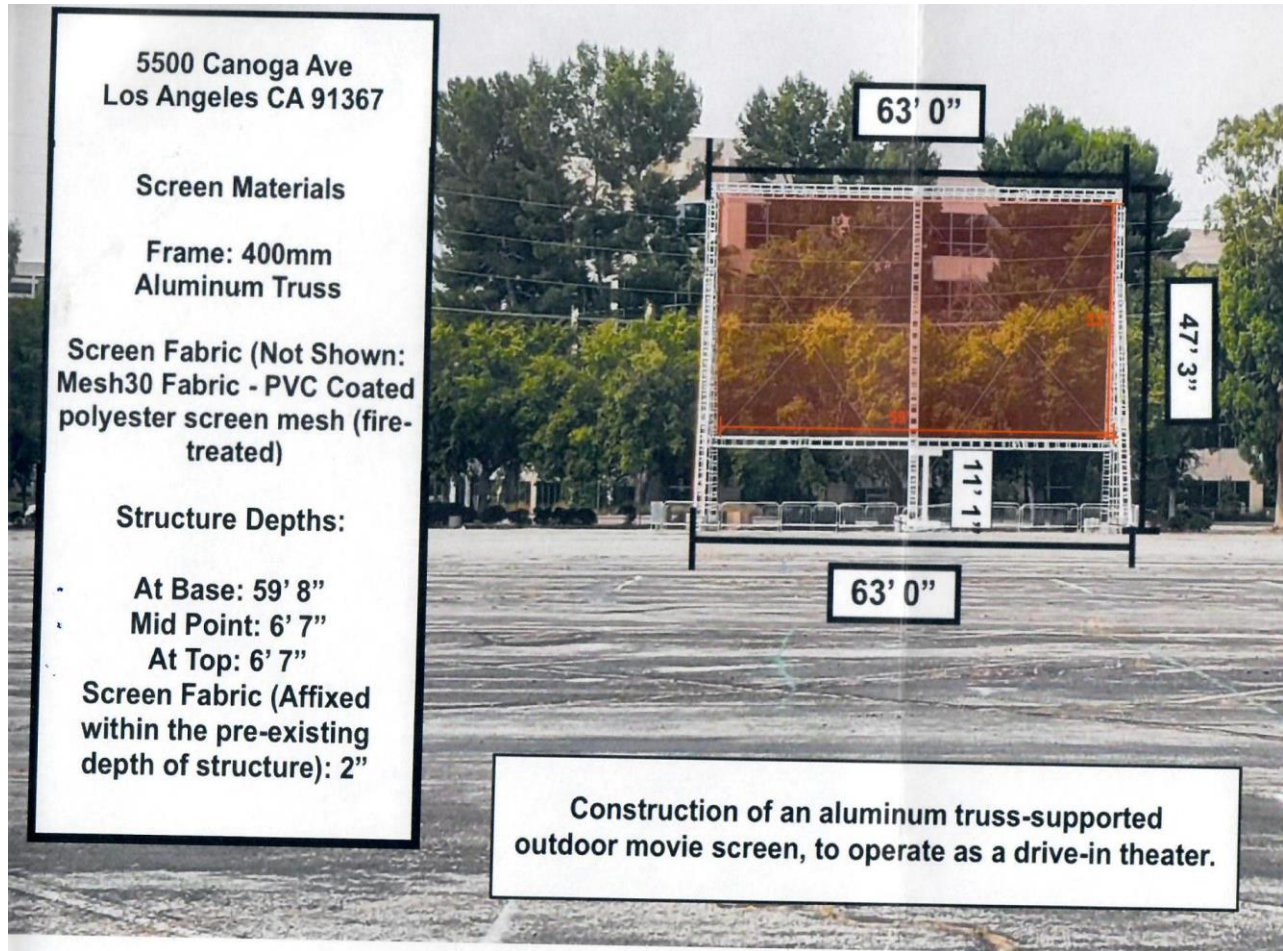 5500 Canoga Ave
Los Angeles CA 91367
Screen Materials
Frame: 400mm
Aluminum Truss
Screen Fabric (Not Shown:
Mesh30 Fabric - PVC Coated
polyester screen mesh (fire-
treated)
Structure Depths:
At Base: 59' 8"
Mid Point: 6' 7"
At Top: 6' 7"
Screen Fabric (Affixed
within the pre-existing
depth of structure): 2"
63' 0"
47' 3"
11' 1"
63' 0"
Construction of an aluminum truss-supported
outdoor movie screen, to operate as a drive-in theater.